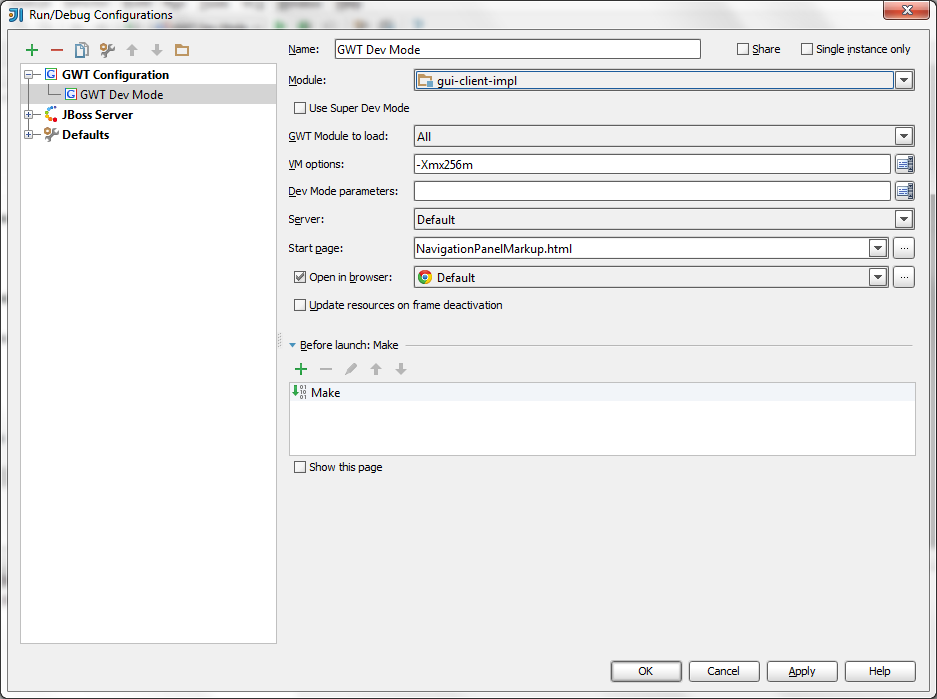 Run/Debug Configurations
Name: GWT Dev Mode Share Single instance only
GWT Configuration
GWT Dev Mode
JBoss Server
Defaults
Module: gui-client-impl
Use Super Dev Mode
GWT Module to load: All
VM options: -Xmx256m
Dev Mode parameters:
Server: Default
Start page: NavigationPanelMarkup.html
Open in browser: Default
Update resources on frame deactivation
Before launch: Make
Make
Show this page
OK Cancel Apply Help